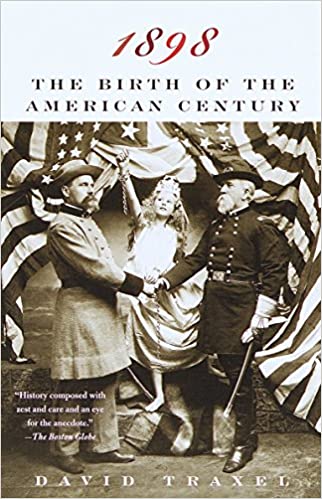 1898
THE BIRTH OF THE
AMERICAN CENTURY
"History composed with
zest and care and an eye
for the anecdote."
—The Boston Globe
DAVID TRAXEL